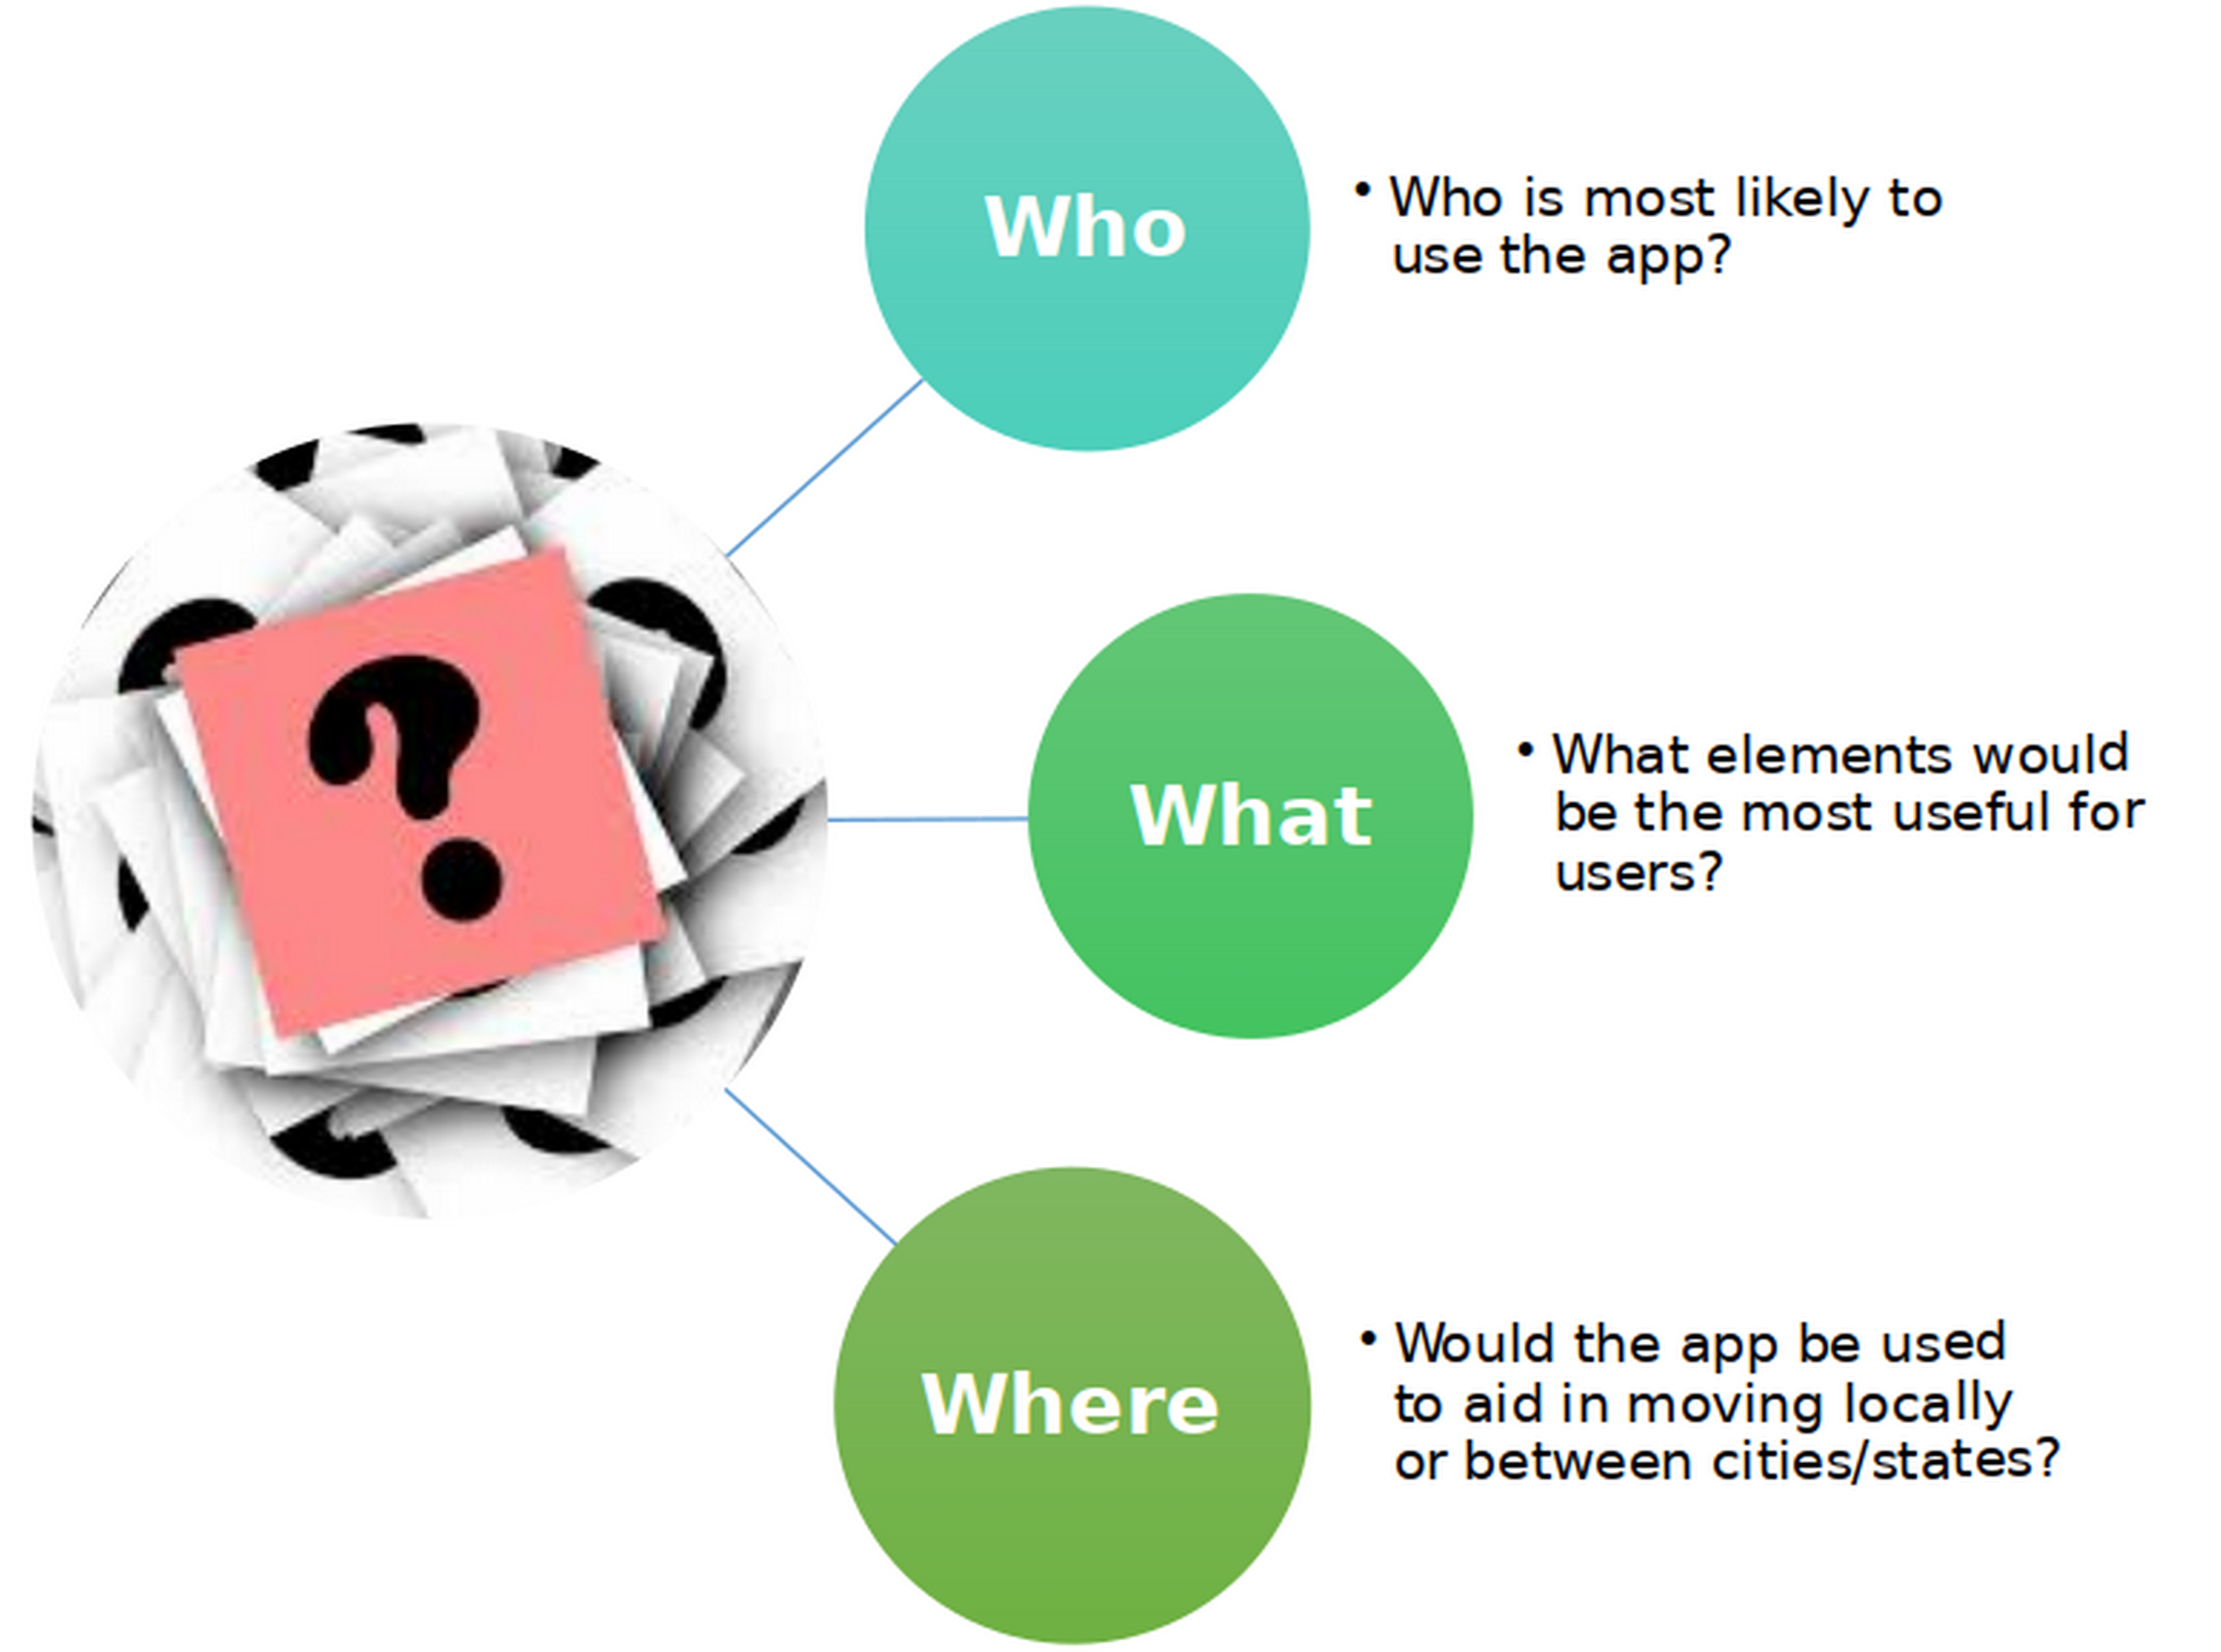 Who
• Who is most likely to
use the app?
?
What
• What elements would
be the most useful for
users?
Where
• Would the app be used
to aid in moving locally
or between cities/states?